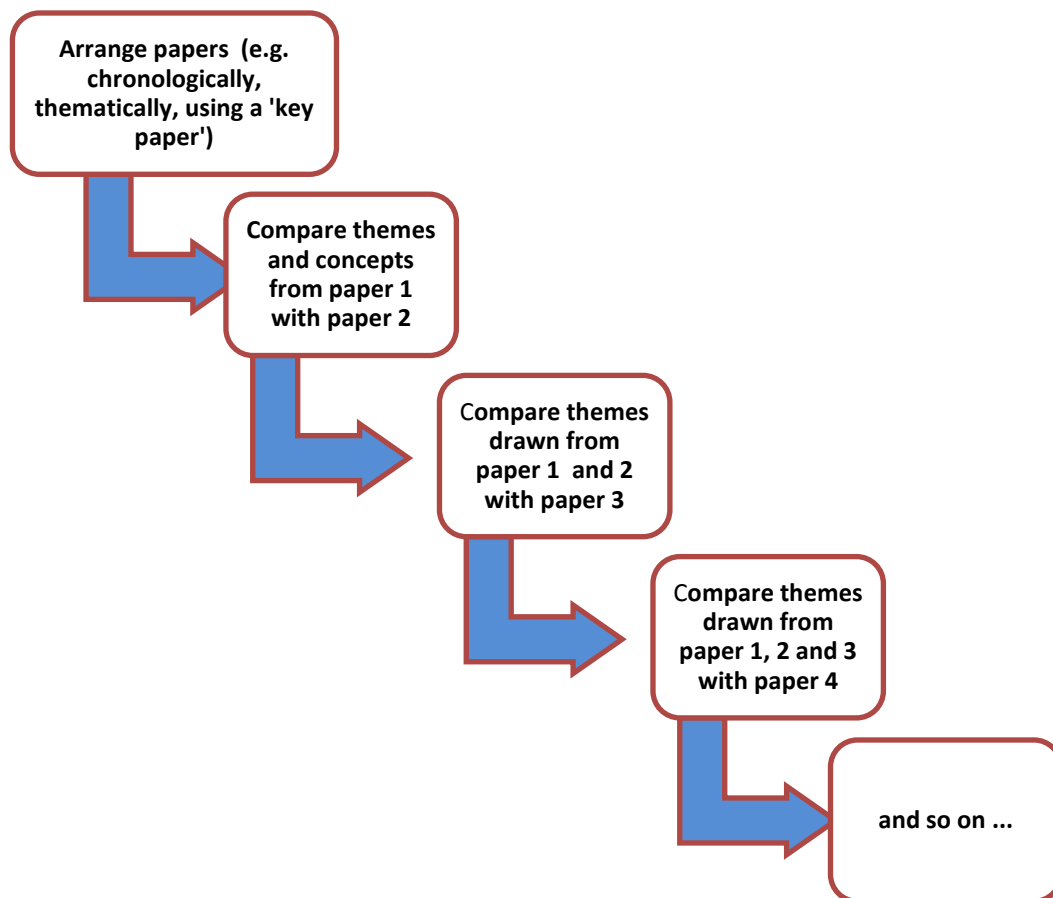 Arrange papers (e.g.
chronologically,
thematically, using a 'key
paper')
Compare themes
and concepts
from paper 1
with paper 2
Compare themes
drawn from
paper 1 and 2
with paper 3
Compare themes
drawn from
paper 1, 2 and 3
with paper 4
and so on ...